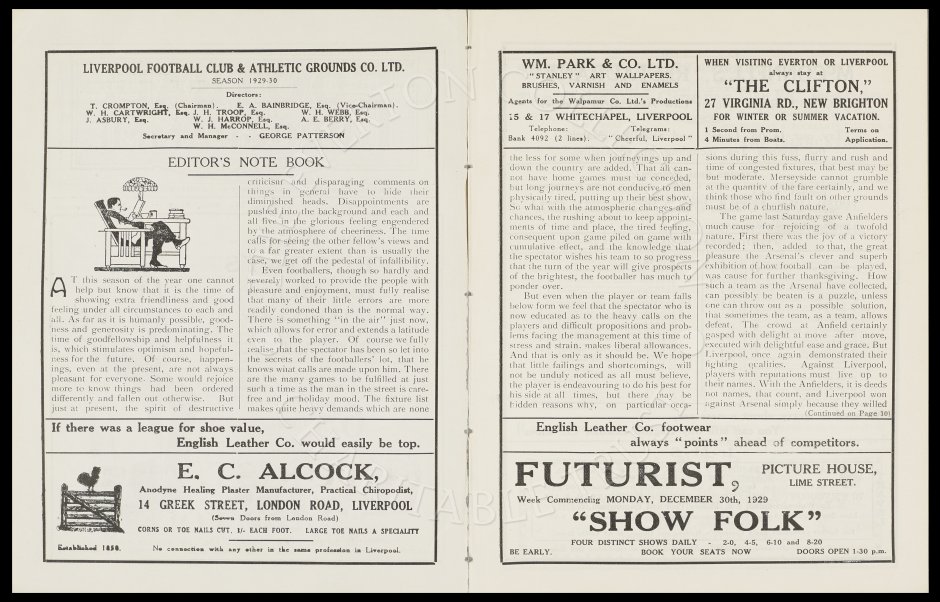 LIVERPOOL FOOTBALL CLUB & ATHLETIC GROUNDS CO. LTD.
SEASON 1929-30
Directors:
T. CROMPTON, Esq. (Chairman). E. A. BAINBRIDGE, Esq. (Vice-Chairman).
W. H. CARTWRIGHT, Esq. J. H. TROOP, Esq. W. H. WEBB, Esq.
J. ASBURY, Esq. W. J. HARROP, Esq. A. E. BERRY, Esq.
W. H. McCONNELL, Esq.
Secretary and Manager - - GEORGE PATTERSON
EDITOR'S NOTE BOOK
AT this season of the year one cannot
help but know that it is the time of
showing extra friendliness and good
feeling under all circumstances to each and
all. As far as it is humanly possible, good-
ness and generosity is predominating. The
time of goodfellowship and helpfulness it
is, which stimulates optimism and hopeful-
ness for the future. Of course, happen-
ings, even at the present, are not always
pleasant for everyone. Some would rejoice
more to know things had been ordered
differently and fallen out otherwise. But
just at present, the spirit of destructive
criticism and disparaging comments on
things in general have to hide their
diminished heads. Disappointments are
pushed into the background and each and
all live in the glorious feeling engendered
by the atmosphere of cheeriness. The time
calls for seeing the other fellow's views and
to a far greater extent than is usually the
case, we get off the pedestal of infallibility.
Even footballers, though so hardly and
severely worked to provide the people with
pleasure and enjoyment, must fully realise
that many of their little errors are more
readily condoned than is the normal way.
There is something "in the air" just now,
which allows for error and extends a latitude
even to the player. Of course we fully
realise that the spectator has been so let into
the secrets of the footballers' lot, that he
knows what calls are made upon him. There
are the many games to be fulfilled at just
such a time as the man in the street is care-
free and in holiday mood. The fixture list
makes quite heavy demands which are none
If there was a league for shoe value,
English Leather Co. would easily be top.
E. C. ALCOCK,
Anodyne Healing Plaster Manufacturer, Practical Chiropodist,
14 GREEK STREET, LONDON ROAD, LIVERPOOL
(Seven Doors from London Road)
CORNS OR TOE NAILS CUT, 1/- EACH FOOT. LARGE TOE NAILS A SPECIALITY
Established 1850. No connection with any other in the same profession in Liverpool.
WM. PARK & CO. LTD.
"STANLEY" ART WALLPAPERS,
BRUSHES, VARNISH AND ENAMELS
Agents for the Walpamur Co. Ltd.'s Productions
15 & 17 WHITECHAPEL, LIVERPOOL
Telephone: Telegrams:
Bank 4092 (2 lines). "Cheerful, Liverpool"
WHEN VISITING EVERTON OR LIVERPOOL
always stay at
"THE CLIFTON,"
27 VIRGINIA RD., NEW BRIGHTON
FOR WINTER OR SUMMER VACATION.
1 Second from Prom. Terms on
4 Minutes from Boats. Application.
the less for some when journeyings up and
down the country are added. That all can-
not have home games must be conceded,
but long journeys are not conducive to men
physically tired, putting up their best show.
So what with the atmospheric changes and
chances, the rushing about to keep appoint-
ments of time and place, the tired feeling,
consequent upon game piled on game with
cumulative effect, and the knowledge that
the spectator wishes his team to so progress
that the turn of the year will give prospects
of the brightest, the footballer has much to
ponder over.
But even when the player or team falls
below form we feel that the spectator who is
now educated as to the heavy calls on the
players and difficult propositions and prob-
lems facing the management at this time of
stress and strain, makes liberal allowances.
And that is only as it should be. We hope
that little failings and shortcomings, will
not be unduly noticed as all must believe,
the player is endeavouring to do his best for
his side at all times, but there may be
hidden reasons why, on particular occa-
sions during this fuss, flurry and rush and
time of congested fixtures, that best may be
but moderate. Merseyside cannot grumble
at the quantity of the fare certainly, and we
think those who find fault on other grounds
must be of a churlish nature.
The game last Saturday gave Anfielders
much cause for rejoicing of a twofold
nature. First there was the joy of a victory
recorded; then, added to that, the great
pleasure the Arsenal's clever and superb
exhibition of how football can be played,
was cause for further thanksgiving. How
such a team as the Arsenal have collected,
can possibly be beaten is a puzzle, unless
one can throw out as a possible solution,
that sometimes the team, as a team, allows
defeat. The crowd at Anfield certainly
gasped with delight at move after move,
executed with delightful ease and grace. But
Liverpool, once again demonstrated their
fighting qualities. Against Liverpool,
players with reputations must live up to
their names. With the Anfielders, it is deeds
not names, that count, and Liverpool won
against Arsenal simply because they willed
(Continued on Page 10)
English Leather Co. footwear
always "points" ahead of competitors.
FUTURIST, PICTURE HOUSE,
LIME STREET.
Week Commencing MONDAY, DECEMBER 30th, 1929
"SHOW FOLK"
FOUR DISTINCT SHOWS DAILY - 2-0, 4-5, 6-10 and 8-20
BE EARLY. BOOK YOUR SEATS NOW DOORS OPEN 1-30 p.m.